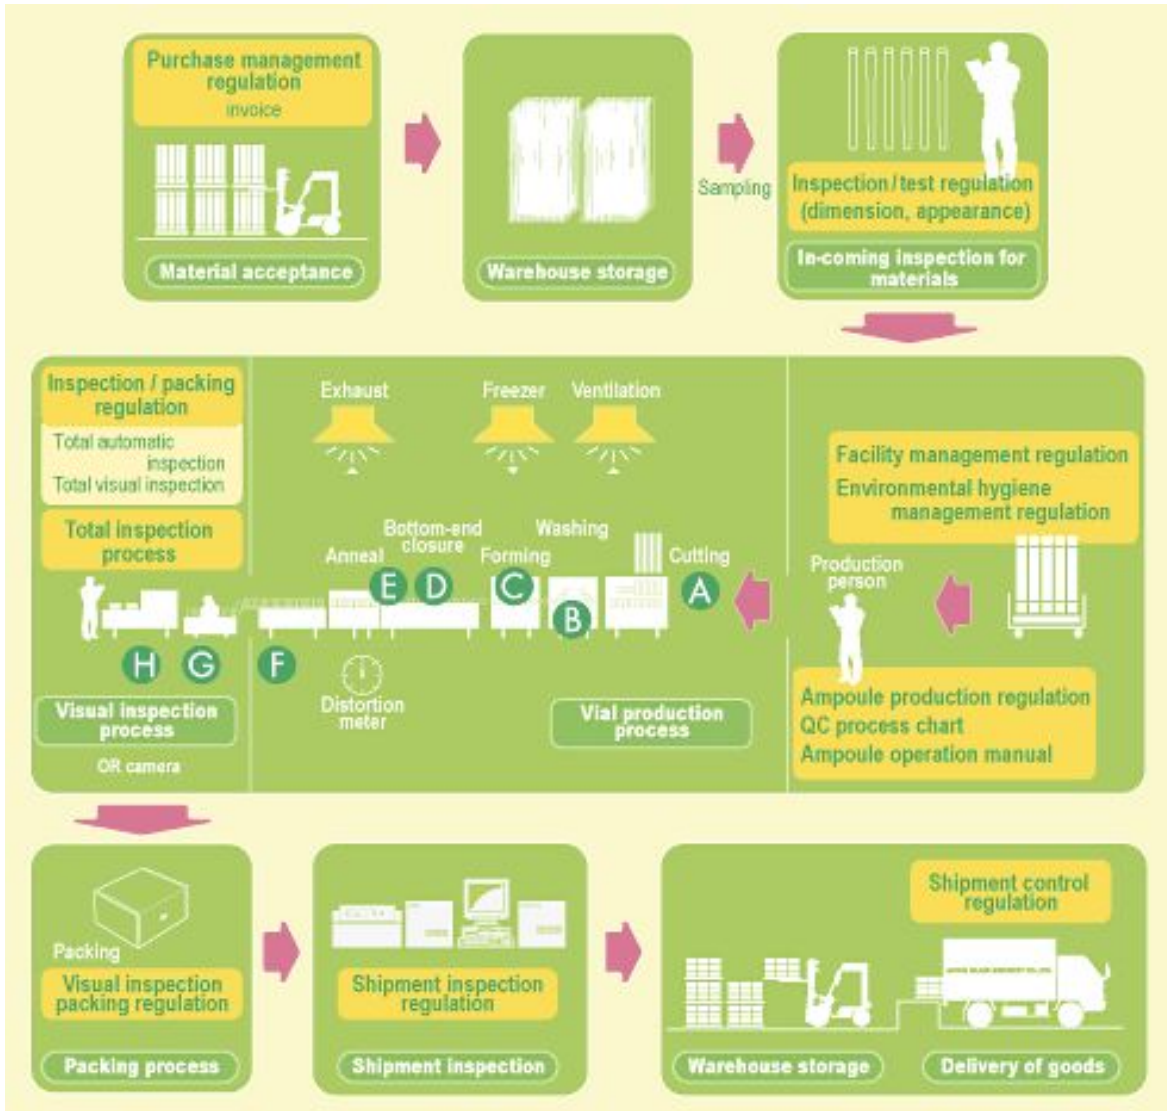 Purchase management
regulation
invoice
Material acceptance
Warehouse storage
Sampling
Inspection / test regulation
(dimension, appearance)
In-coming inspection for
materials
Inspection / packing
regulation
Total automatic
inspection
Total visual inspection
Total inspection
process
Exhaust
Freezer
Ventilation
Facility management regulation
Environmental hygiene
management regulation
Production
person
Cutting
Washing
Forming
Bottom-end
closure
Anneal
A
B
C
D
E
F
G
H
Distortion
meter
Visual inspection
process
OR camera
Vial production
process
Ampoule production regulation
QC process chart
Ampoule operation manual
Packing
Visual inspection
packing regulation
Packing process
Shipment inspection
regulation
Shipment inspection
Shipment control
regulation
Warehouse storage
Delivery of goods